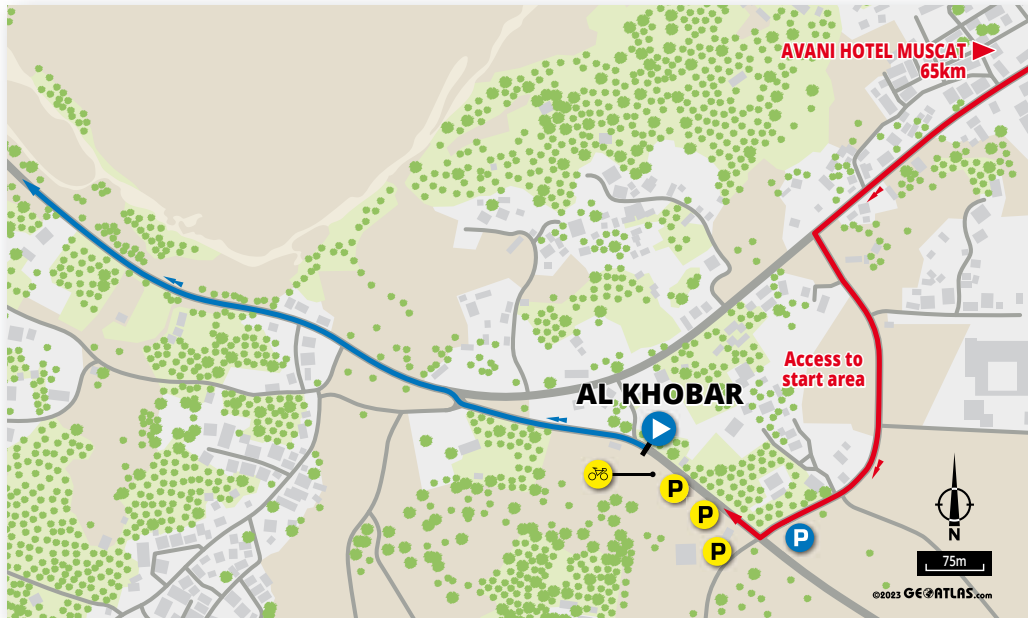 AVANI HOTEL MUSCAT
65km
Access to
start area
AL KHOBAR
P
P
P
P
N
75m
©2023 GEOATLAS.com